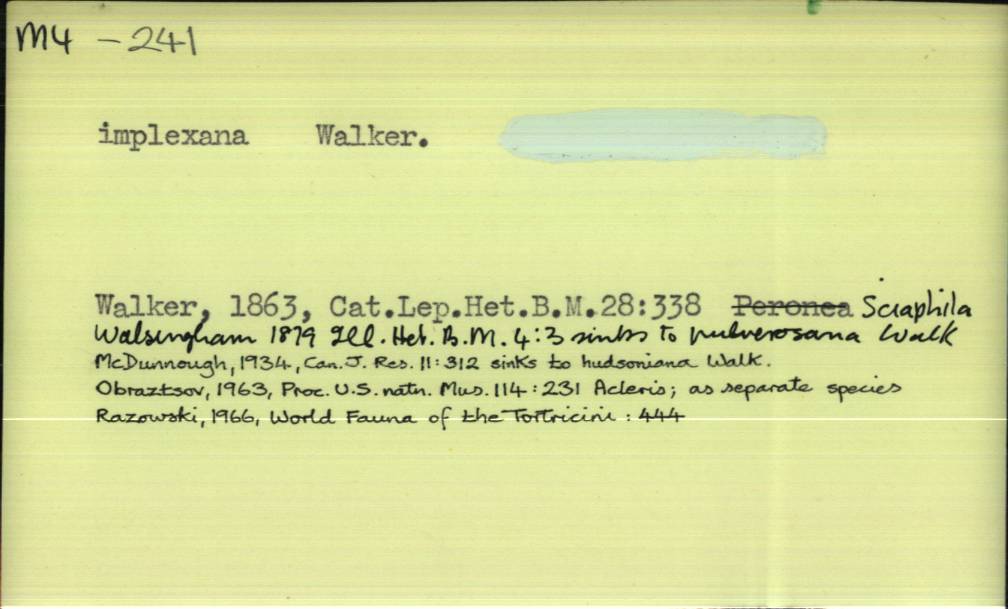 M4 - 241
implexana Walker.
Walker, 1863, Cat.Lep.Het.B.M.28:338 Peronea Sciaphila
Walsingham 1879 Ill. Het. B.M. 4:3 sinks to pulverosana Walk
McDunnough, 1934, Can. J. Res. 11:312 sinks to hudsoniana Walk.
Obraztsov, 1963, Proc. U.S. natn. Mus. 114:231 Acleris; as separate species
Razowski, 1966, World Fauna of the Tortricini : 444